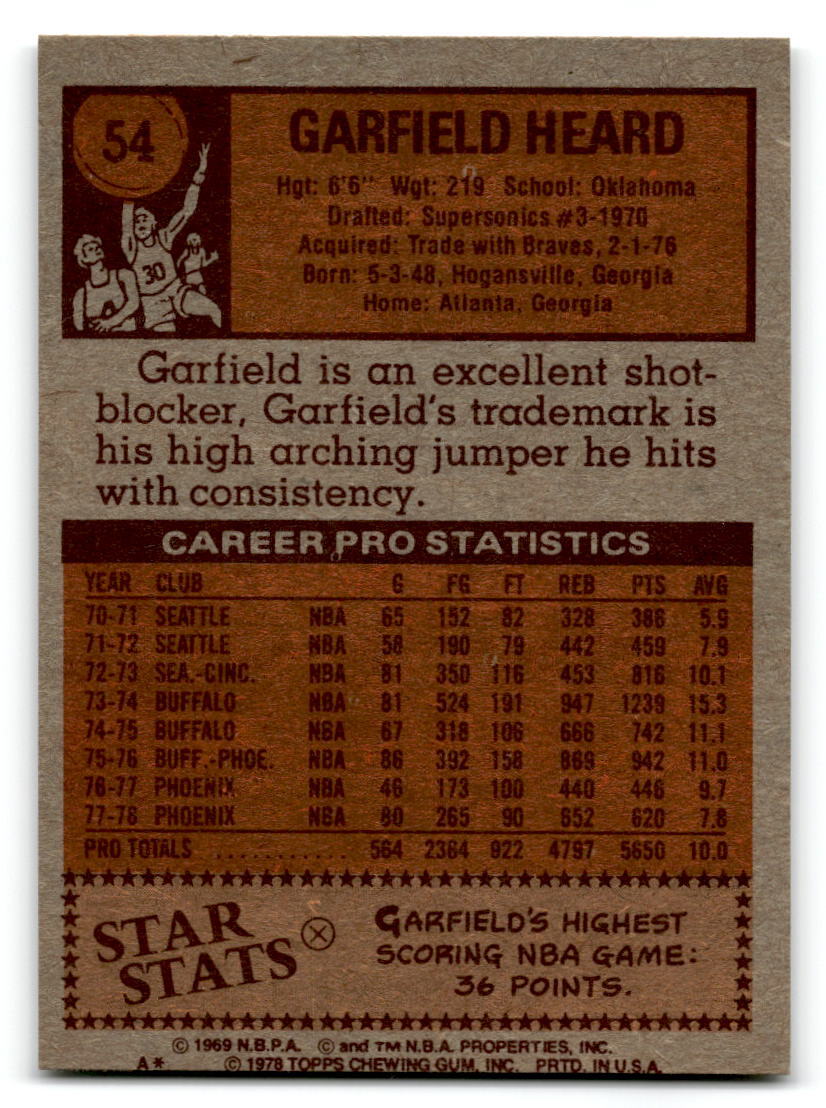 54
30
GARFIELD HEARD
Hgt: 6'6" Wgt: 219 School: Oklahoma
Drafted: Supersonics #3-1970
Acquired: Trade with Braves, 2-1-76
Born: 5-3-48, Hogansville, Georgia
Home: Atlanta, Georgia
Garfield is an excellent shot-
blocker, Garfield's trademark is
his high arching jumper he hits
with consistency.
CAREER PRO STATISTICS
YEAR CLUB G FG FT REB PTS AVG
70-71 SEATTLE NBA 65 152 82 328 386 5.9
71-72 SEATTLE NBA 58 190 79 442 459 7.9
72-73 SEA.-CINC. NBA 81 350 116 453 816 10.1
73-74 BUFFALO NBA 81 524 191 947 1239 15.3
74-75 BUFFALO NBA 67 318 106 666 742 11.1
75-76 BUFF.-PHOE. NBA 86 392 158 869 942 11.0
76-77 PHOENIX NBA 46 173 100 440 446 9.7
77-78 PHOENIX NBA 80 265 90 652 620 7.8
PRO TOTALS ............ 564 2364 922 4797 5650 10.0
STAR
STATS
GARFIELD'S HIGHEST
SCORING NBA GAME:
36 POINTS.
© 1969 N.B.P.A. © and TM N.B.A. PROPERTIES, INC.
A* © 1978 TOPPS CHEWING GUM, INC. PRTD. IN U.S.A.